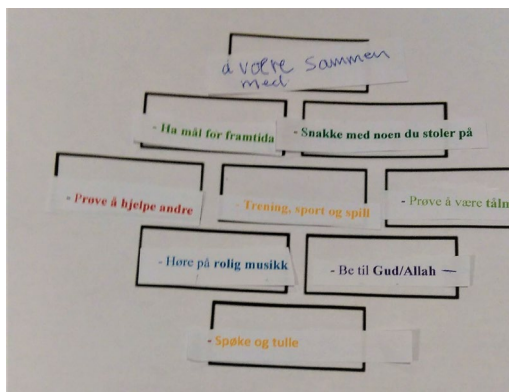 å være sammen
med
- Ha mål for framtida
- Snakke med noen du stoler på
- Prøve å hjelpe andre
- Trening, sport og spill
- Prøve å være tåln
- Høre på rolig musikk
- Be til Gud/Allah —
- Spøke og tulle